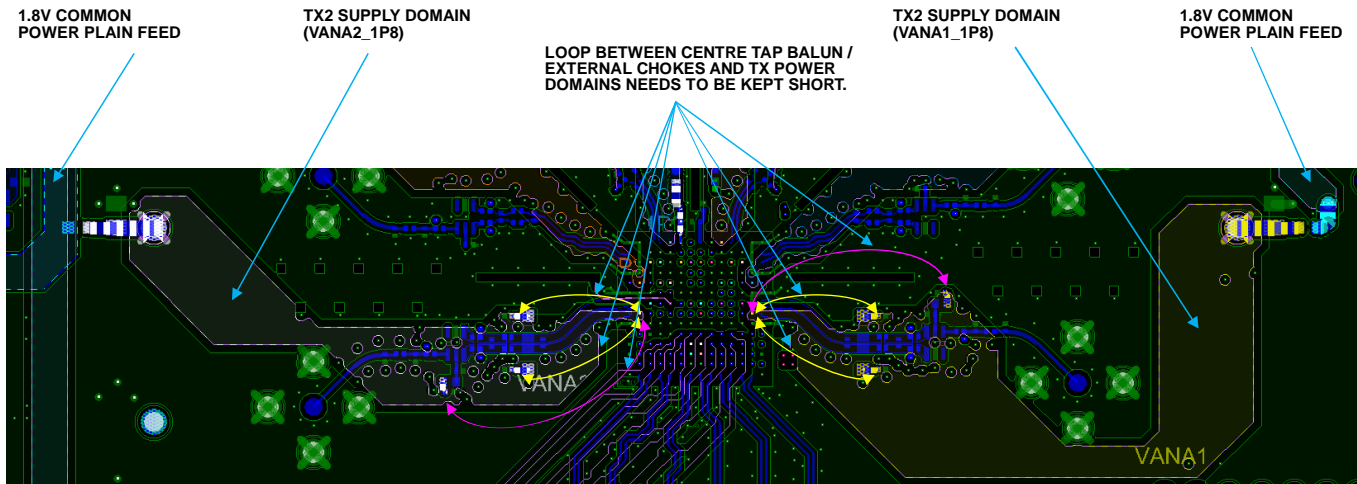 1.8V COMMON
POWER PLAIN FEED
TX2 SUPPLY DOMAIN
(VANA2_1P8)
LOOP BETWEEN CENTRE TAP BALUN /
EXTERNAL CHOKES AND TX POWER
DOMAINS NEEDS TO BE KEPT SHORT.
TX2 SUPPLY DOMAIN
(VANA1_1P8)
1.8V COMMON
POWER PLAIN FEED
VANA2
VANA1